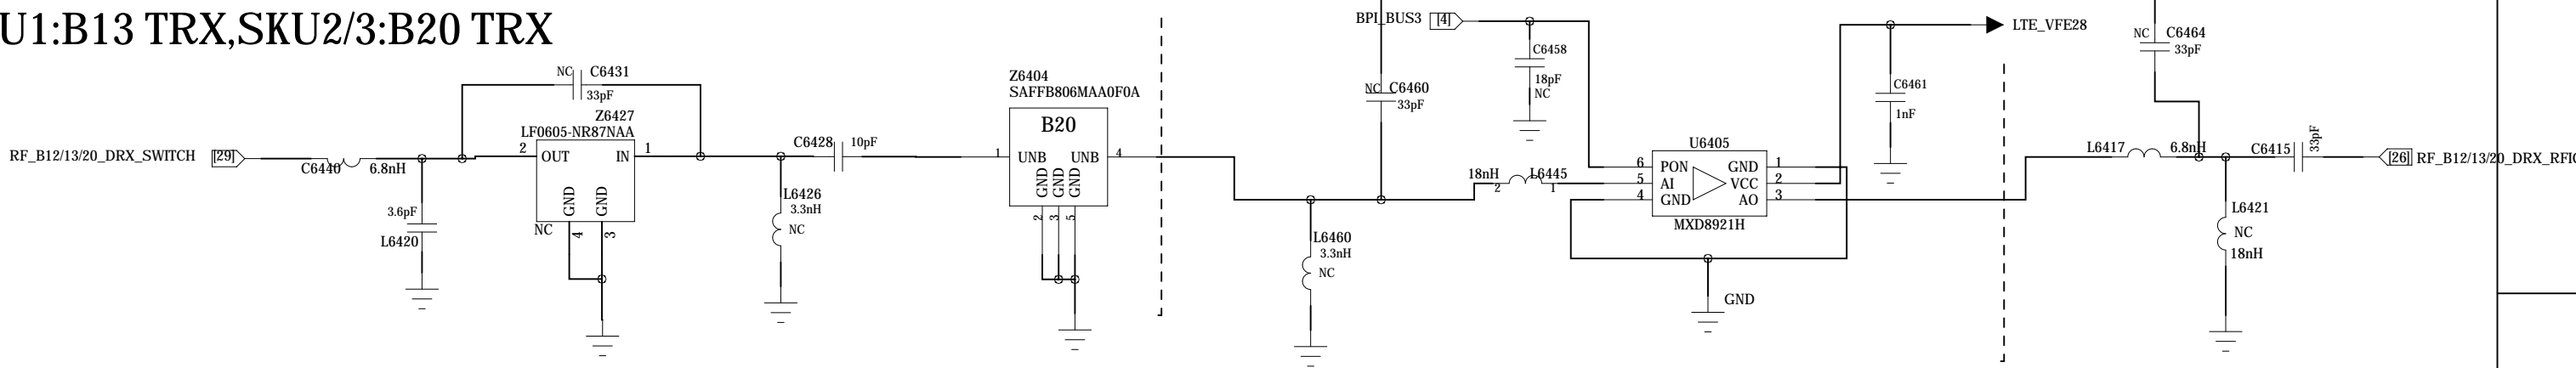 U1:B13 TRX,SKU2/3:B20 TRX
RF_B12/13/20_DRX_SWITCH
[29]
C6440
6.8nH
3.6pF
L6420
NC
C6431
33pF
Z6427
LF0605-NR87NAA
2
OUT
IN
1
GND
GND
NC
4
3
L6426
3.3nH
NC
C6428
10pF
Z6404
SAFFB806MAA0F0A
B20
1
UNB
UNB
4
GND
GND
GND
2
3
5
BPI_BUS3
[4]
NC
C6460
33pF
L6460
3.3nH
NC
C6458
18pF
NC
18nH
L6445
2
1
U6405
6
PON
GND
1
5
AI
VCC
2
4
GND
AO
3
MXD8921H
GND
LTE_VFE28
C6461
1nF
NC
C6464
33pF
L6417
6.8nH
C6415
33pF
[26]
RF_B12/13/20_DRX_RFIC
L6421
NC
18nH